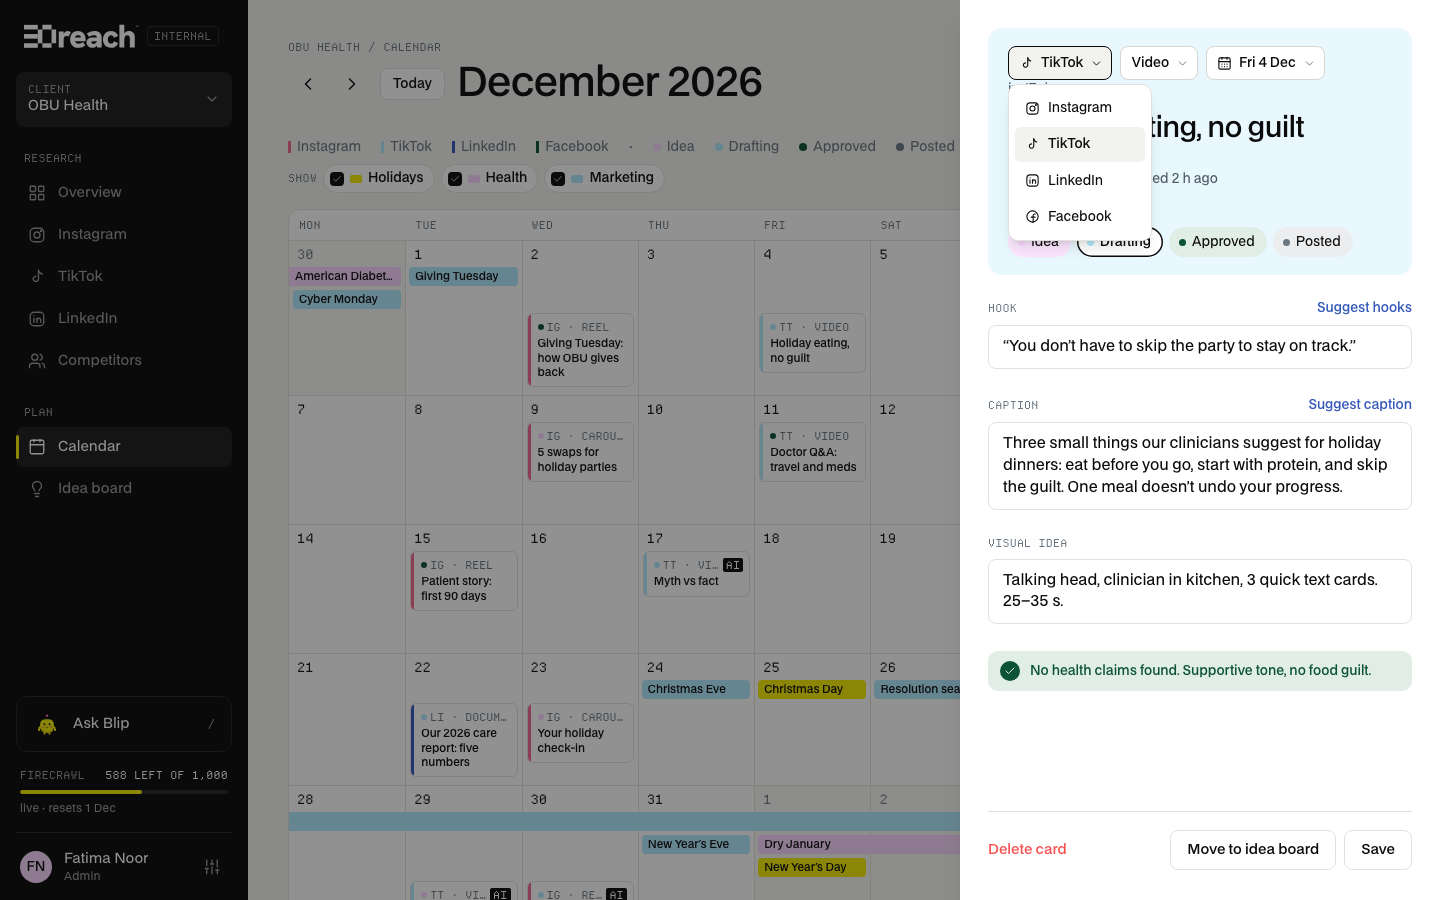 reach
INTERNAL
CLIENT
OBU Health
RESEARCH
Overview
Instagram
TikTok
LinkedIn
Competitors
PLAN
Calendar
Idea board
Ask Blip
/
FIRECRAWL 588 LEFT OF 1,000
live · resets 1 Dec
FN
Fatima Noor
Admin
OBU HEALTH / CALENDAR
Today
December 2026
Instagram TikTok LinkedIn Facebook · Idea Drafting Approved Posted
SHOW Holidays Health Marketing
MON TUE WED THU FRI SAT
30 1 2 3 4 5
American Diabet…
Cyber Monday
Giving Tuesday
IG · REEL
Giving Tuesday:
how OBU gives
back
TT · VIDEO
Holiday eating,
no guilt
7 8 9 10 11 12
IG · CAROU…
5 swaps for
holiday parties
TT · VIDEO
Doctor Q&A:
travel and meds
14 15 16 17 18 19
IG · REEL
Patient story:
first 90 days
TT · VI… AI
Myth vs fact
21 22 23 24 25 26
Christmas Eve
Christmas Day
Resolution sea
LI · DOCUM…
Our 2026 care
report: five
numbers
IG · CAROU…
Your holiday
check-in
28 29 30 31 1 2
New Year's Eve
Dry January
New Year's Day
TT · VI… AI
IG · RE… AI
TikTok
Video
Fri 4 Dec
Instagram
TikTok
LinkedIn
Facebook
ting, no guilt
ed 2 h ago
Idea
Drafting
Approved
Posted
HOOK
Suggest hooks
“You don’t have to skip the party to stay on track.”
CAPTION
Suggest caption
Three small things our clinicians suggest for holiday
dinners: eat before you go, start with protein, and skip
the guilt. One meal doesn’t undo your progress.
VISUAL IDEA
Talking head, clinician in kitchen, 3 quick text cards.
25–35 s.
No health claims found. Supportive tone, no food guilt.
Delete card
Move to idea board
Save